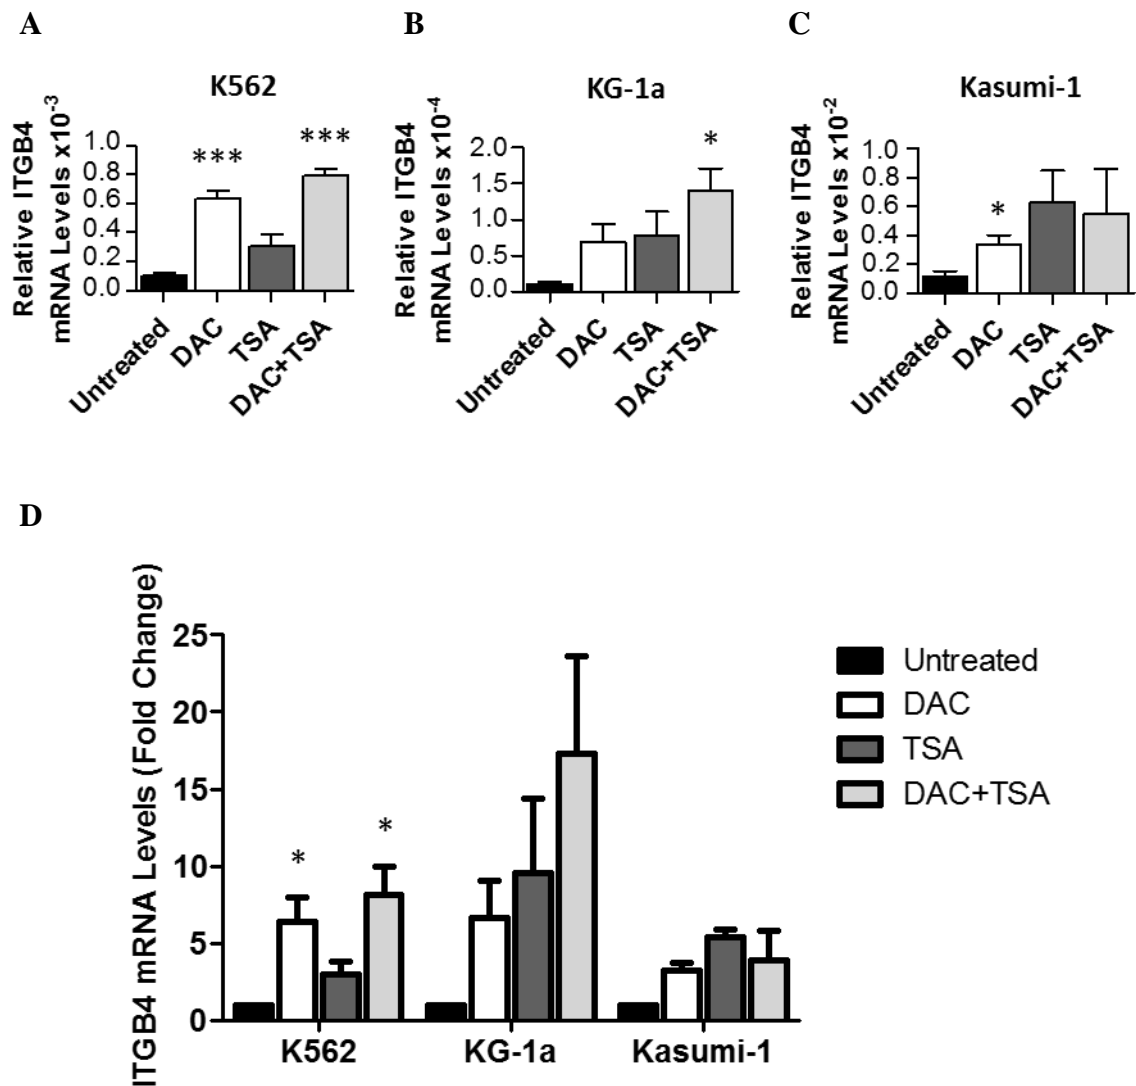 A
B
C
K562
Relative ITGB4
mRNA Levels x10-3
1.0
0.8
0.6
0.4
0.2
0.0
***
***
Untreated
DAC
TSA
DAC+TSA
KG-1a
Relative ITGB4
mRNA Levels x10-4
2.0
1.5
1.0
0.5
0.0
*
Untreated
DAC
TSA
DAC+TSA
Kasumi-1
Relative ITGB4
mRNA Levels x10-2
1.0
0.8
0.6
0.4
0.2
0.0
*
Untreated
DAC
TSA
DAC+TSA
D
ITGB4 mRNA Levels (Fold Change)
25
20
15
10
5
0
*
*
K562
KG-1a
Kasumi-1
Untreated
DAC
TSA
DAC+TSA